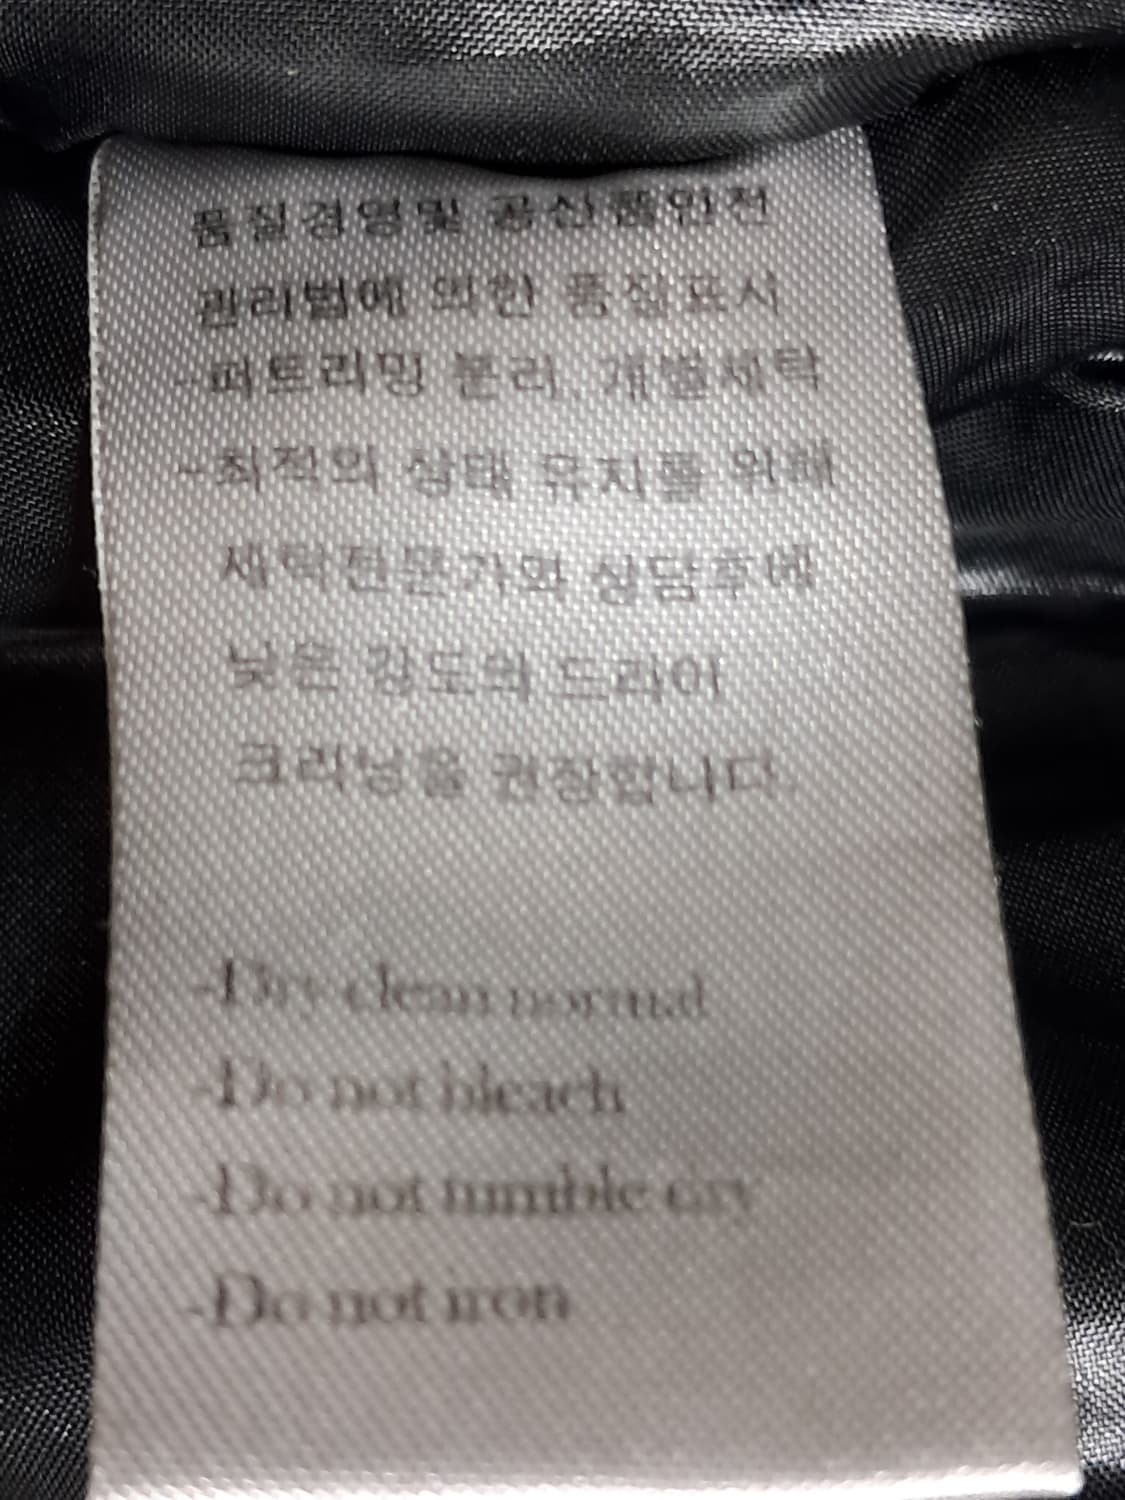 품질경영및 공산품안전
관리법에 의한 품질표시
-퍼트리밍 분리, 개별세탁
-최적의 상태 유지를 위해
세탁전문가와 상담후에
낮은 강도의 드라이
크리닝을 권장합니다.
-Dry clean normal
-Do not bleach
-Do not tumble dry
-Do not iron